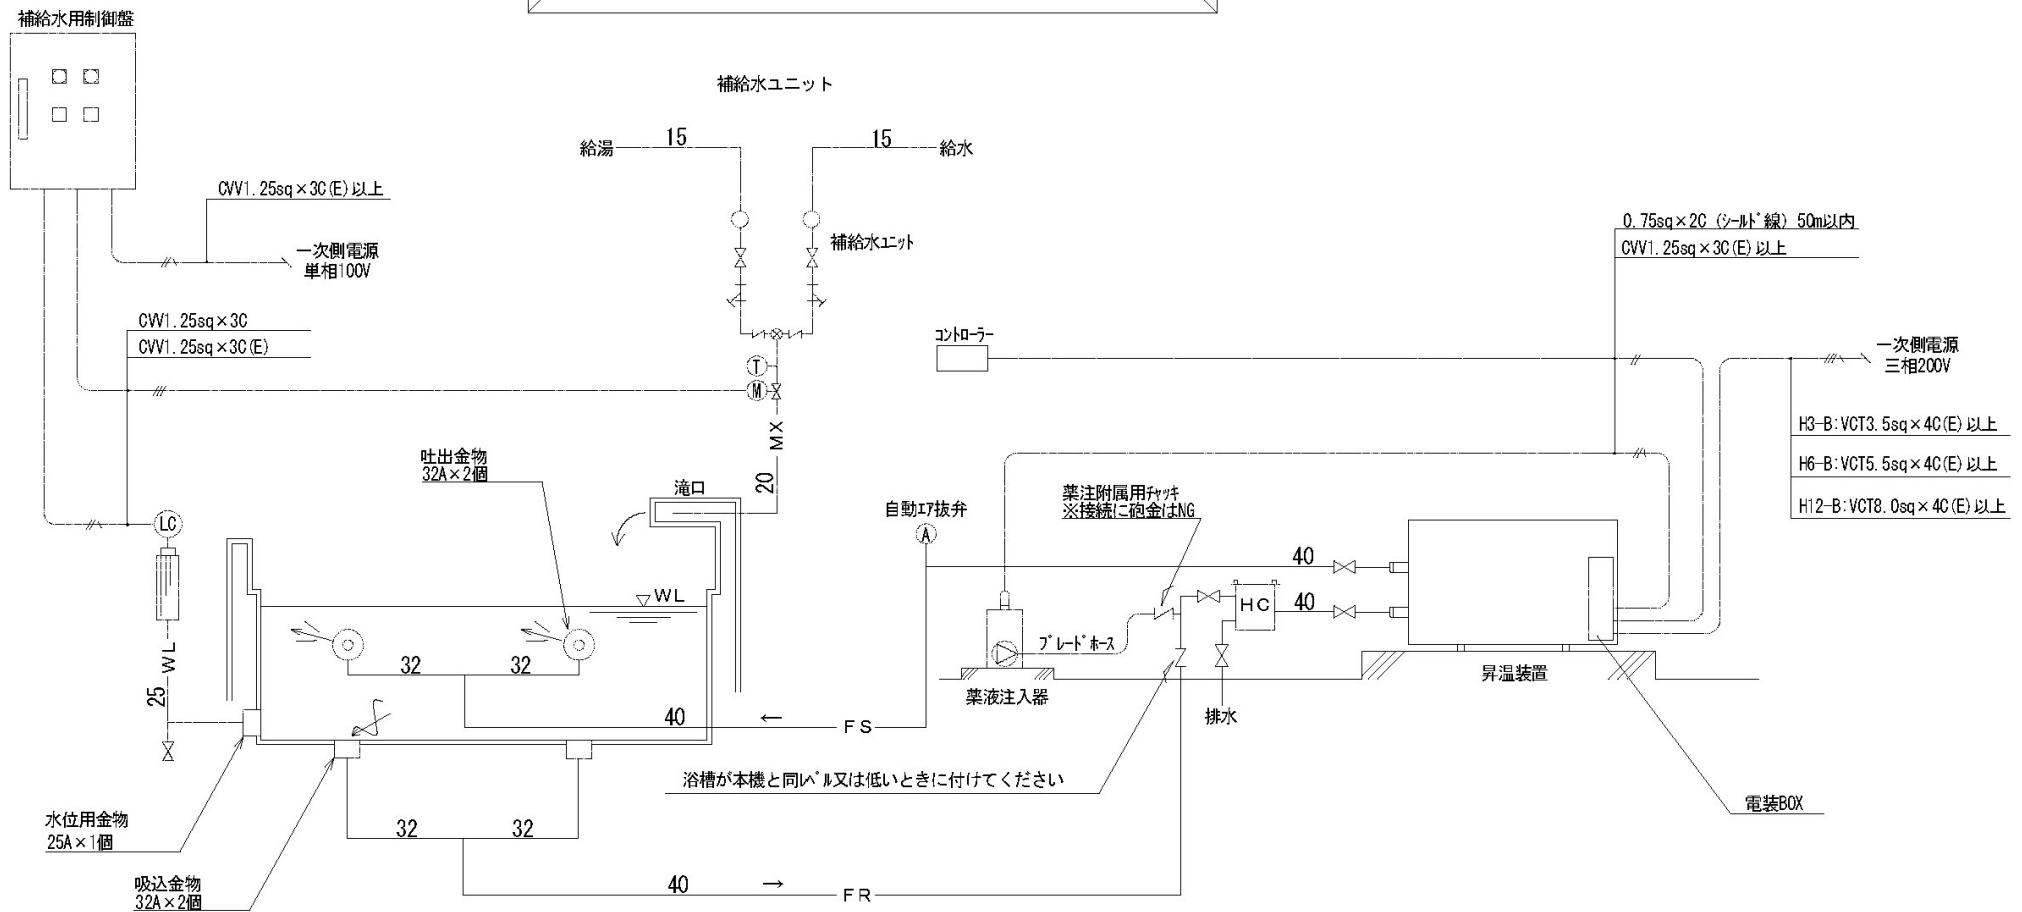 補給水用制御盤
補給水ユニット
給湯
15
15
給水
CVV1.25sq×3C(E)以上
一次側電源
単相100V
補給水ﾕﾆｯﾄ
0.75sq×2C (ｼｰﾙﾄﾞ線) 50m以内
CVV1.25sq×3C(E)以上
CVV1.25sq×3C
CVV1.25sq×3C(E)
ｺﾝﾄﾛｰﾗｰ
一次側電源
三相200V
T
M
MX
20
H3-B:VCT3.5sq×4C(E)以上
H6-B:VCT5.5sq×4C(E)以上
H12-B:VCT8.0sq×4C(E)以上
吐出金物
32A×2個
滝口
薬注附属用ﾁｬｯｷ
※接続に砲金はNG
自動ｴｱ抜弁
A
LC
40
WL
HC
40
WL
25
32
32
ﾌﾞﾚｰﾄﾞﾎｰｽ
薬液注入器
昇温装置
排水
40
←
FS
浴槽が本機と同ﾚﾍﾞﾙ又は低いときに付けてください
電装BOX
水位用金物
25A×1個
32
32
吸込金物
32A×2個
40
→
FR